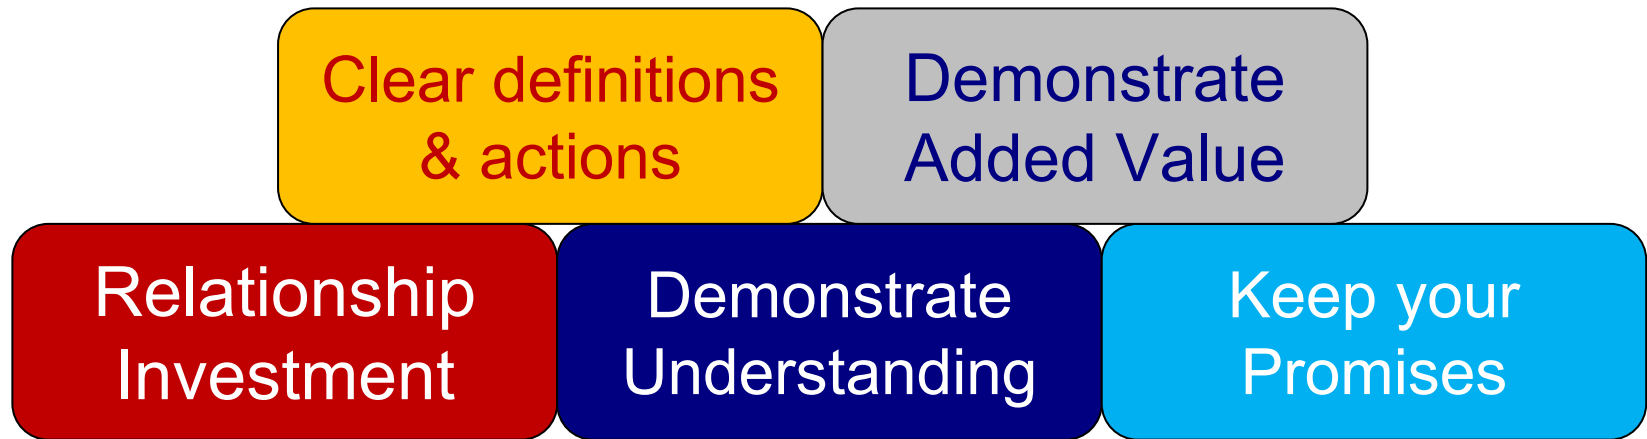 Clear definitions
& actions
Demonstrate
Added Value
Relationship
Investment
Demonstrate
Understanding
Keep your
Promises